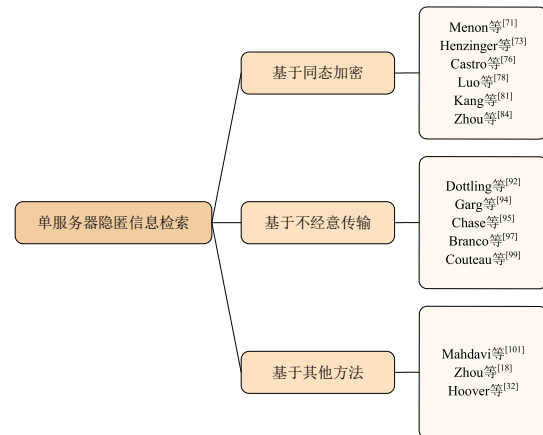 单服务器隐匿信息检索
基于同态加密
Menon等[71]
Henzinger等[73]
Castro等[76]
Luo等[78]
Kang等[81]
Zhou等[84]
基于不经意传输
Dottling等[92]
Garg等[94]
Chase等[95]
Branco等[97]
Couteau等[99]
基于其他方法
Mahdavi等[101]
Zhou等[18]
Hoover等[32]